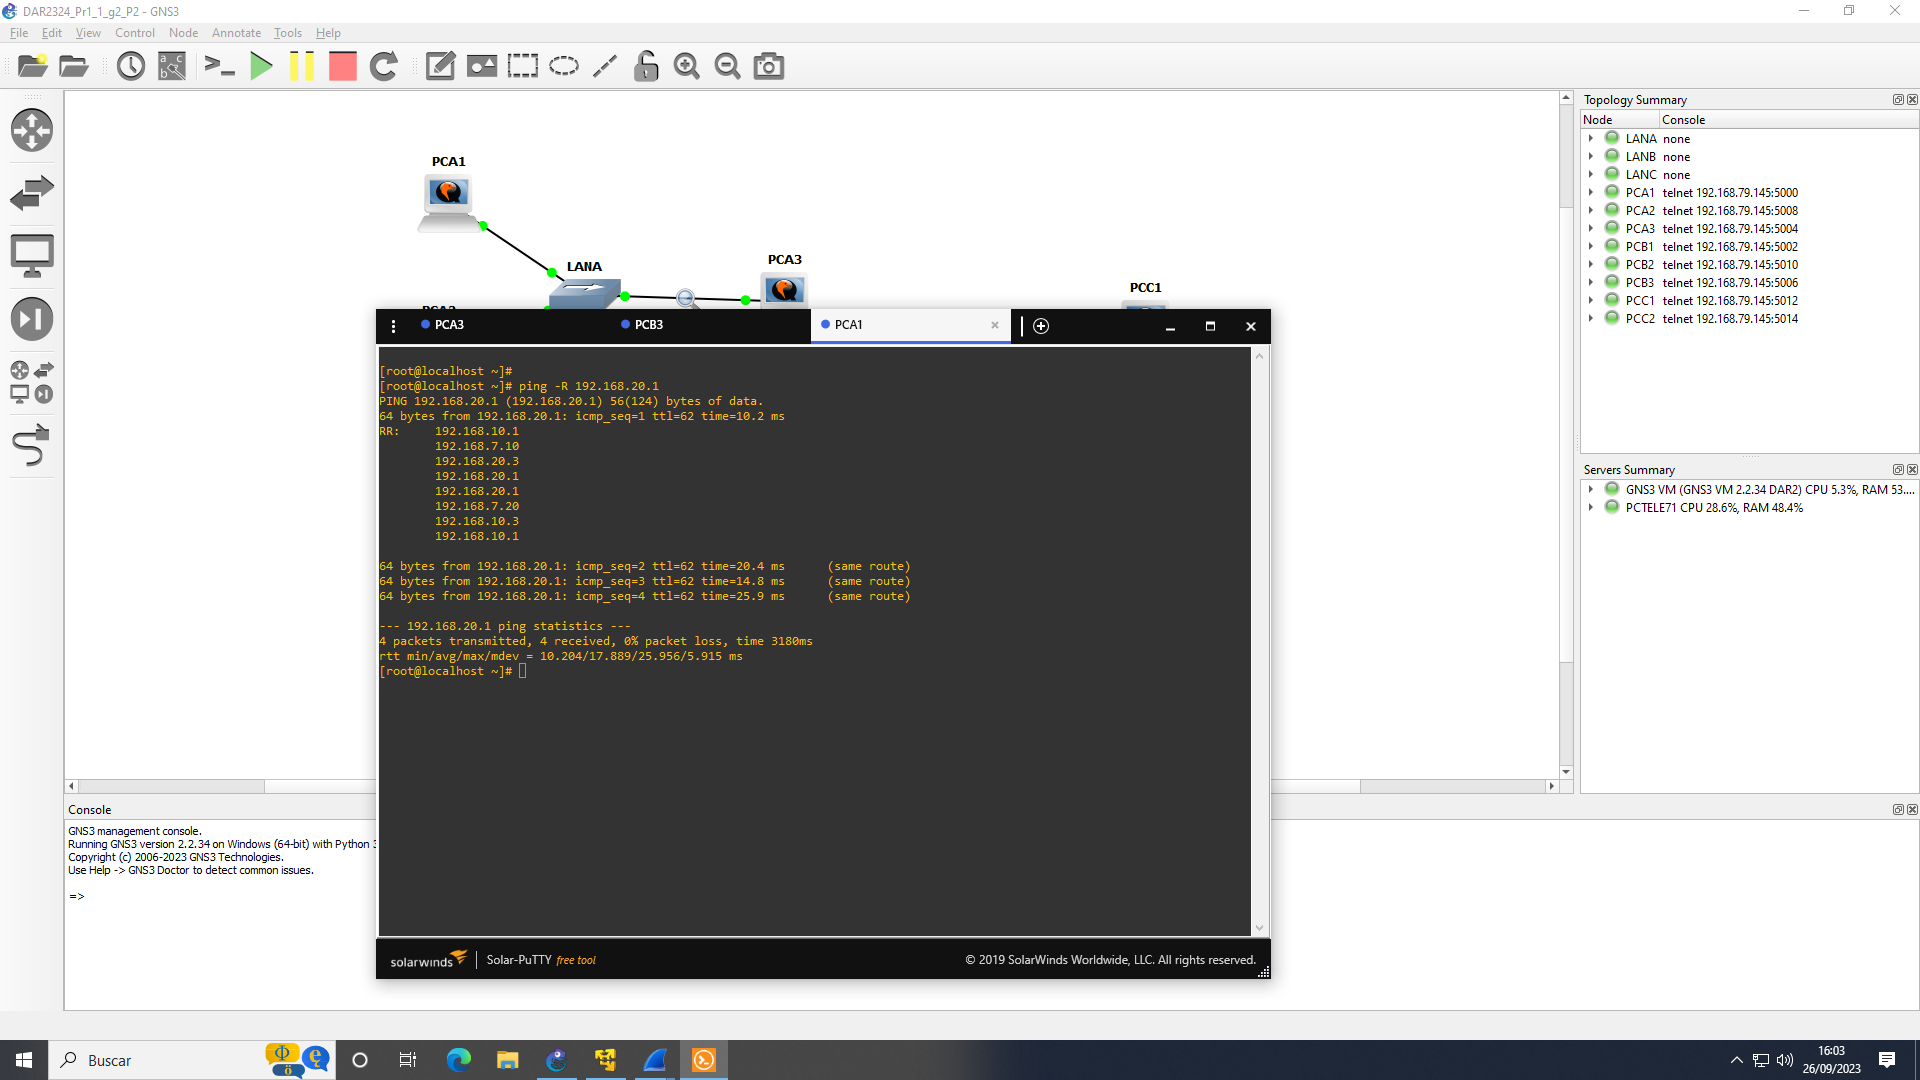 DAR2324_Pr1_1_g2_P2 - GNS3
File Edit View Control Node Annotate Tools Help
PCA1
LANA
PCA3
PCC1
PCA3 PCB3 PCA1
[root@localhost ~]#
[root@localhost ~]# ping -R 192.168.20.1
PING 192.168.20.1 (192.168.20.1) 56(124) bytes of data.
64 bytes from 192.168.20.1: icmp_seq=1 ttl=62 time=10.2 ms
RR: 192.168.10.1
192.168.7.10
192.168.20.3
192.168.20.1
192.168.20.1
192.168.7.20
192.168.10.3
192.168.10.1
64 bytes from 192.168.20.1: icmp_seq=2 ttl=62 time=20.4 ms (same route)
64 bytes from 192.168.20.1: icmp_seq=3 ttl=62 time=14.8 ms (same route)
64 bytes from 192.168.20.1: icmp_seq=4 ttl=62 time=25.9 ms (same route)
--- 192.168.20.1 ping statistics ---
4 packets transmitted, 4 received, 0% packet loss, time 3180ms
rtt min/avg/max/mdev = 10.204/17.889/25.956/5.915 ms
[root@localhost ~]#
solarwinds Solar-PuTTY free tool © 2019 SolarWinds Worldwide, LLC. All rights reserved.
Topology Summary
Node Console
LANA none
LANB none
LANC none
PCA1 telnet 192.168.79.145:5000
PCA2 telnet 192.168.79.145:5008
PCA3 telnet 192.168.79.145:5004
PCB1 telnet 192.168.79.145:5002
PCB2 telnet 192.168.79.145:5010
PCB3 telnet 192.168.79.145:5006
PCC1 telnet 192.168.79.145:5012
PCC2 telnet 192.168.79.145:5014
Servers Summary
GNS3 VM (GNS3 VM 2.2.34 DAR2) CPU 5.3%, RAM 53....
PCTELE71 CPU 28.6%, RAM 48.4%
Console
GNS3 management console.
Running GNS3 version 2.2.34 on Windows (64-bit) with Python 3
Copyright (c) 2006-2023 GNS3 Technologies.
Use Help -> GNS3 Doctor to detect common issues.
=>
Buscar
16:03
26/09/2023